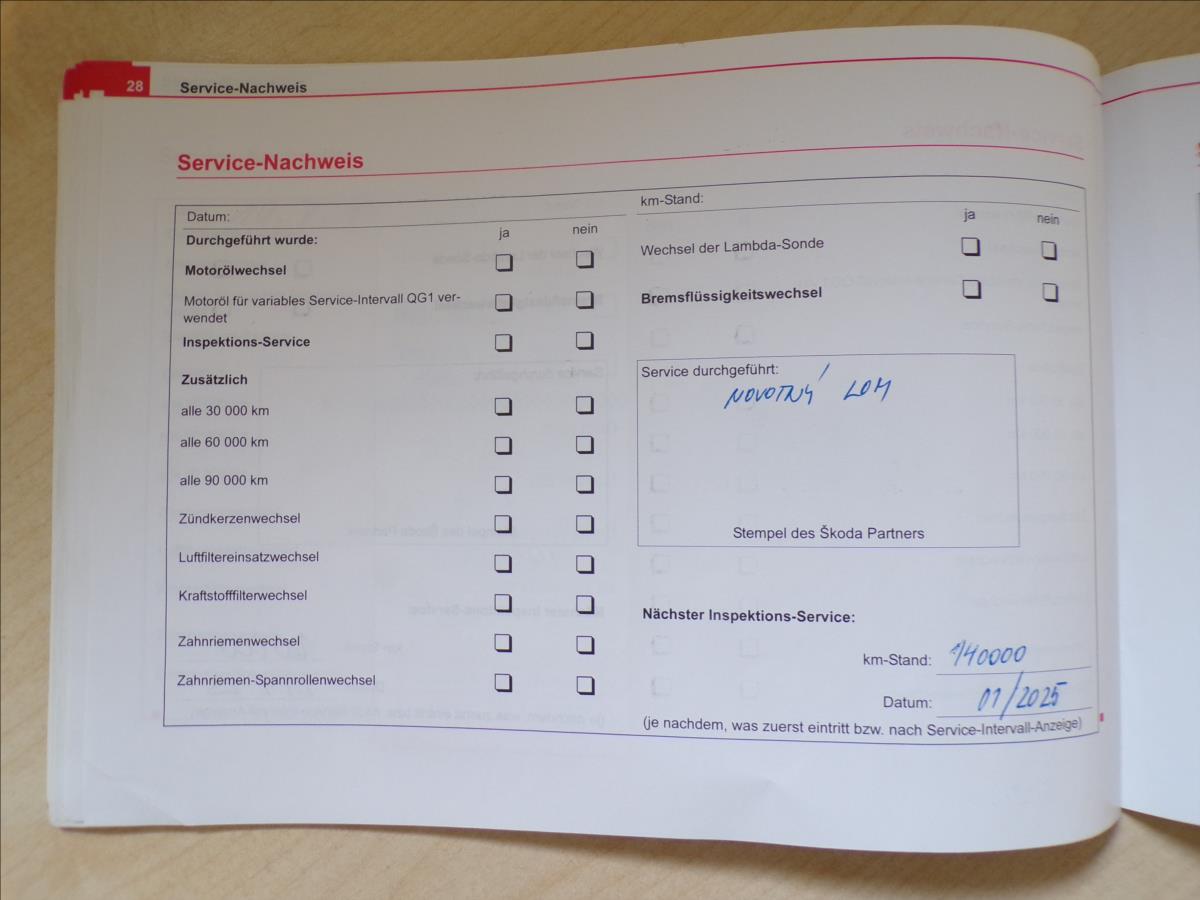 28 Service-Nachweis
Service-Nachweis
Datum:
Durchgeführt wurde: ja nein
Motorölwechsel
Motoröl für variables Service-Intervall QG1 ver-
wendet
Inspektions-Service
Zusätzlich
alle 30 000 km
alle 60 000 km
alle 90 000 km
Zündkerzenwechsel
Luftfiltereinsatzwechsel
Kraftstofffilterwechsel
Zahnriemenwechsel
Zahnriemen-Spannrollenwechsel
km-Stand:
ja nein
Wechsel der Lambda-Sonde
Bremsflüssigkeitswechsel
Service durchgeführt:
NOVOTNÝ LOM
Stempel des Škoda Partners
Nächster Inspektions-Service:
km-Stand: 140000
Datum: 01/2025
(je nachdem, was zuerst eintritt bzw. nach Service-Intervall-Anzeige)